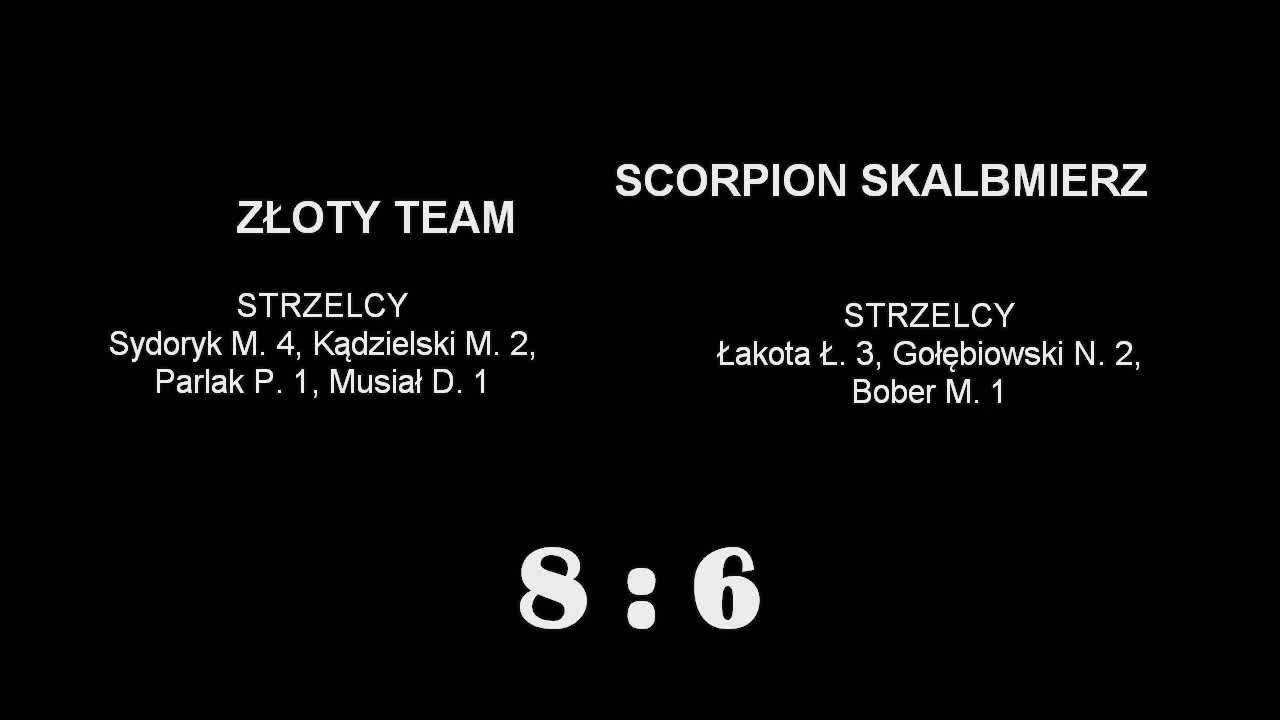 ZŁOTY TEAM
STRZELCY
Sydoryk M. 4, Kądzielski M. 2,
Parlak P. 1, Musiał D. 1
SCORPION SKALBMIERZ
STRZELCY
Łakota Ł. 3, Gołębiowski N. 2,
Bober M. 1
8 : 6